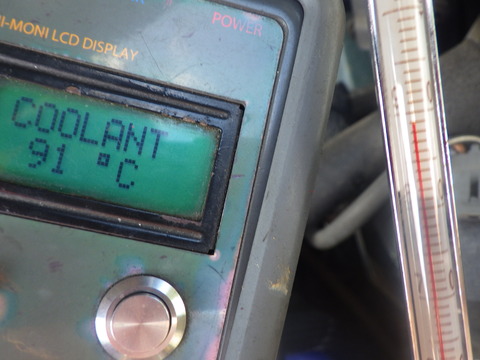 POWER
I-MONI LCD DISPLAY
COOLANT
91 °C